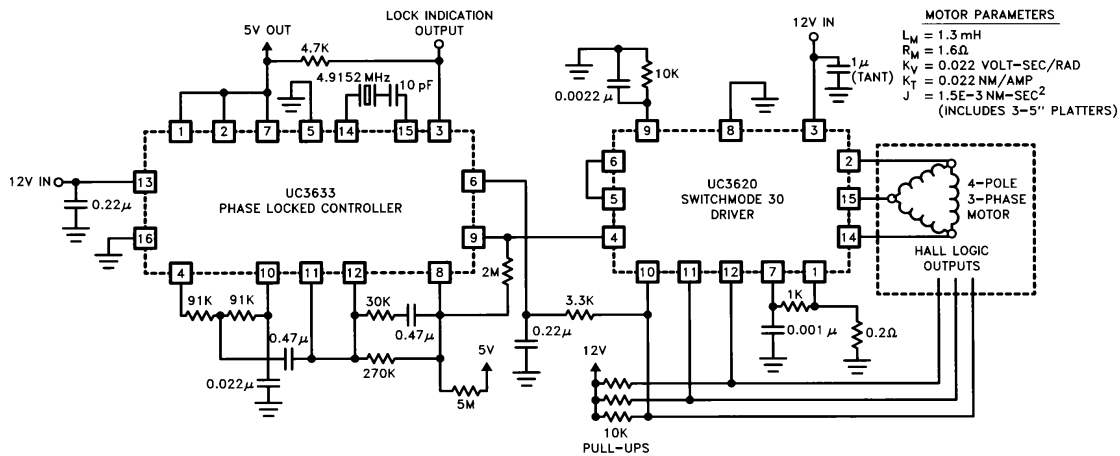 LOCK INDICATION
OUTPUT
5V OUT
4.7K
4.9152 MHz
10 pF
1
2
7
5
14
15
3
12V IN
13
0.22μ
16
UC3633
PHASE LOCKED CONTROLLER
6
9
4
10
11
12
8
91K
91K
30K
0.47μ
0.47μ
0.022μ
270K
2M
5V
5M
3.3K
0.22μ
12V IN
10K
0.0022μ
1μ
(TANT)
9
8
3
6
5
4
UC3620
SWITCHMODE 30
DRIVER
2
15
14
10
11
12
7
1
1K
0.001 μ
0.2Ω
12V
10K
PULL-UPS
4-POLE
3-PHASE
MOTOR
HALL LOGIC
OUTPUTS
MOTOR PARAMETERS
LM = 1.3 mH
RM = 1.6Ω
KV = 0.022 VOLT-SEC/RAD
KT = 0.022 NM/AMP
J = 1.5E-3 NM-SEC²
(INCLUDES 3-5" PLATTERS)